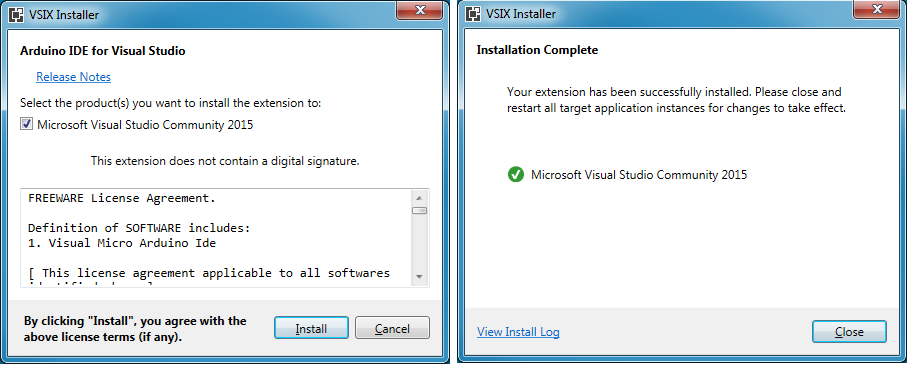 VSIX Installer
Arduino IDE for Visual Studio
Release Notes
Select the product(s) you want to install the extension to:
Microsoft Visual Studio Community 2015
This extension does not contain a digital signature.
FREEWARE License Agreement.
Definition of SOFTWARE includes:
1. Visual Micro Arduino Ide
[ This license agreement applicable to all softwares
By clicking "Install", you agree with the
above license terms (if any).
Install
Cancel
VSIX Installer
Installation Complete
Your extension has been successfully installed. Please close and
restart all target application instances for changes to take effect.
Microsoft Visual Studio Community 2015
View Install Log
Close